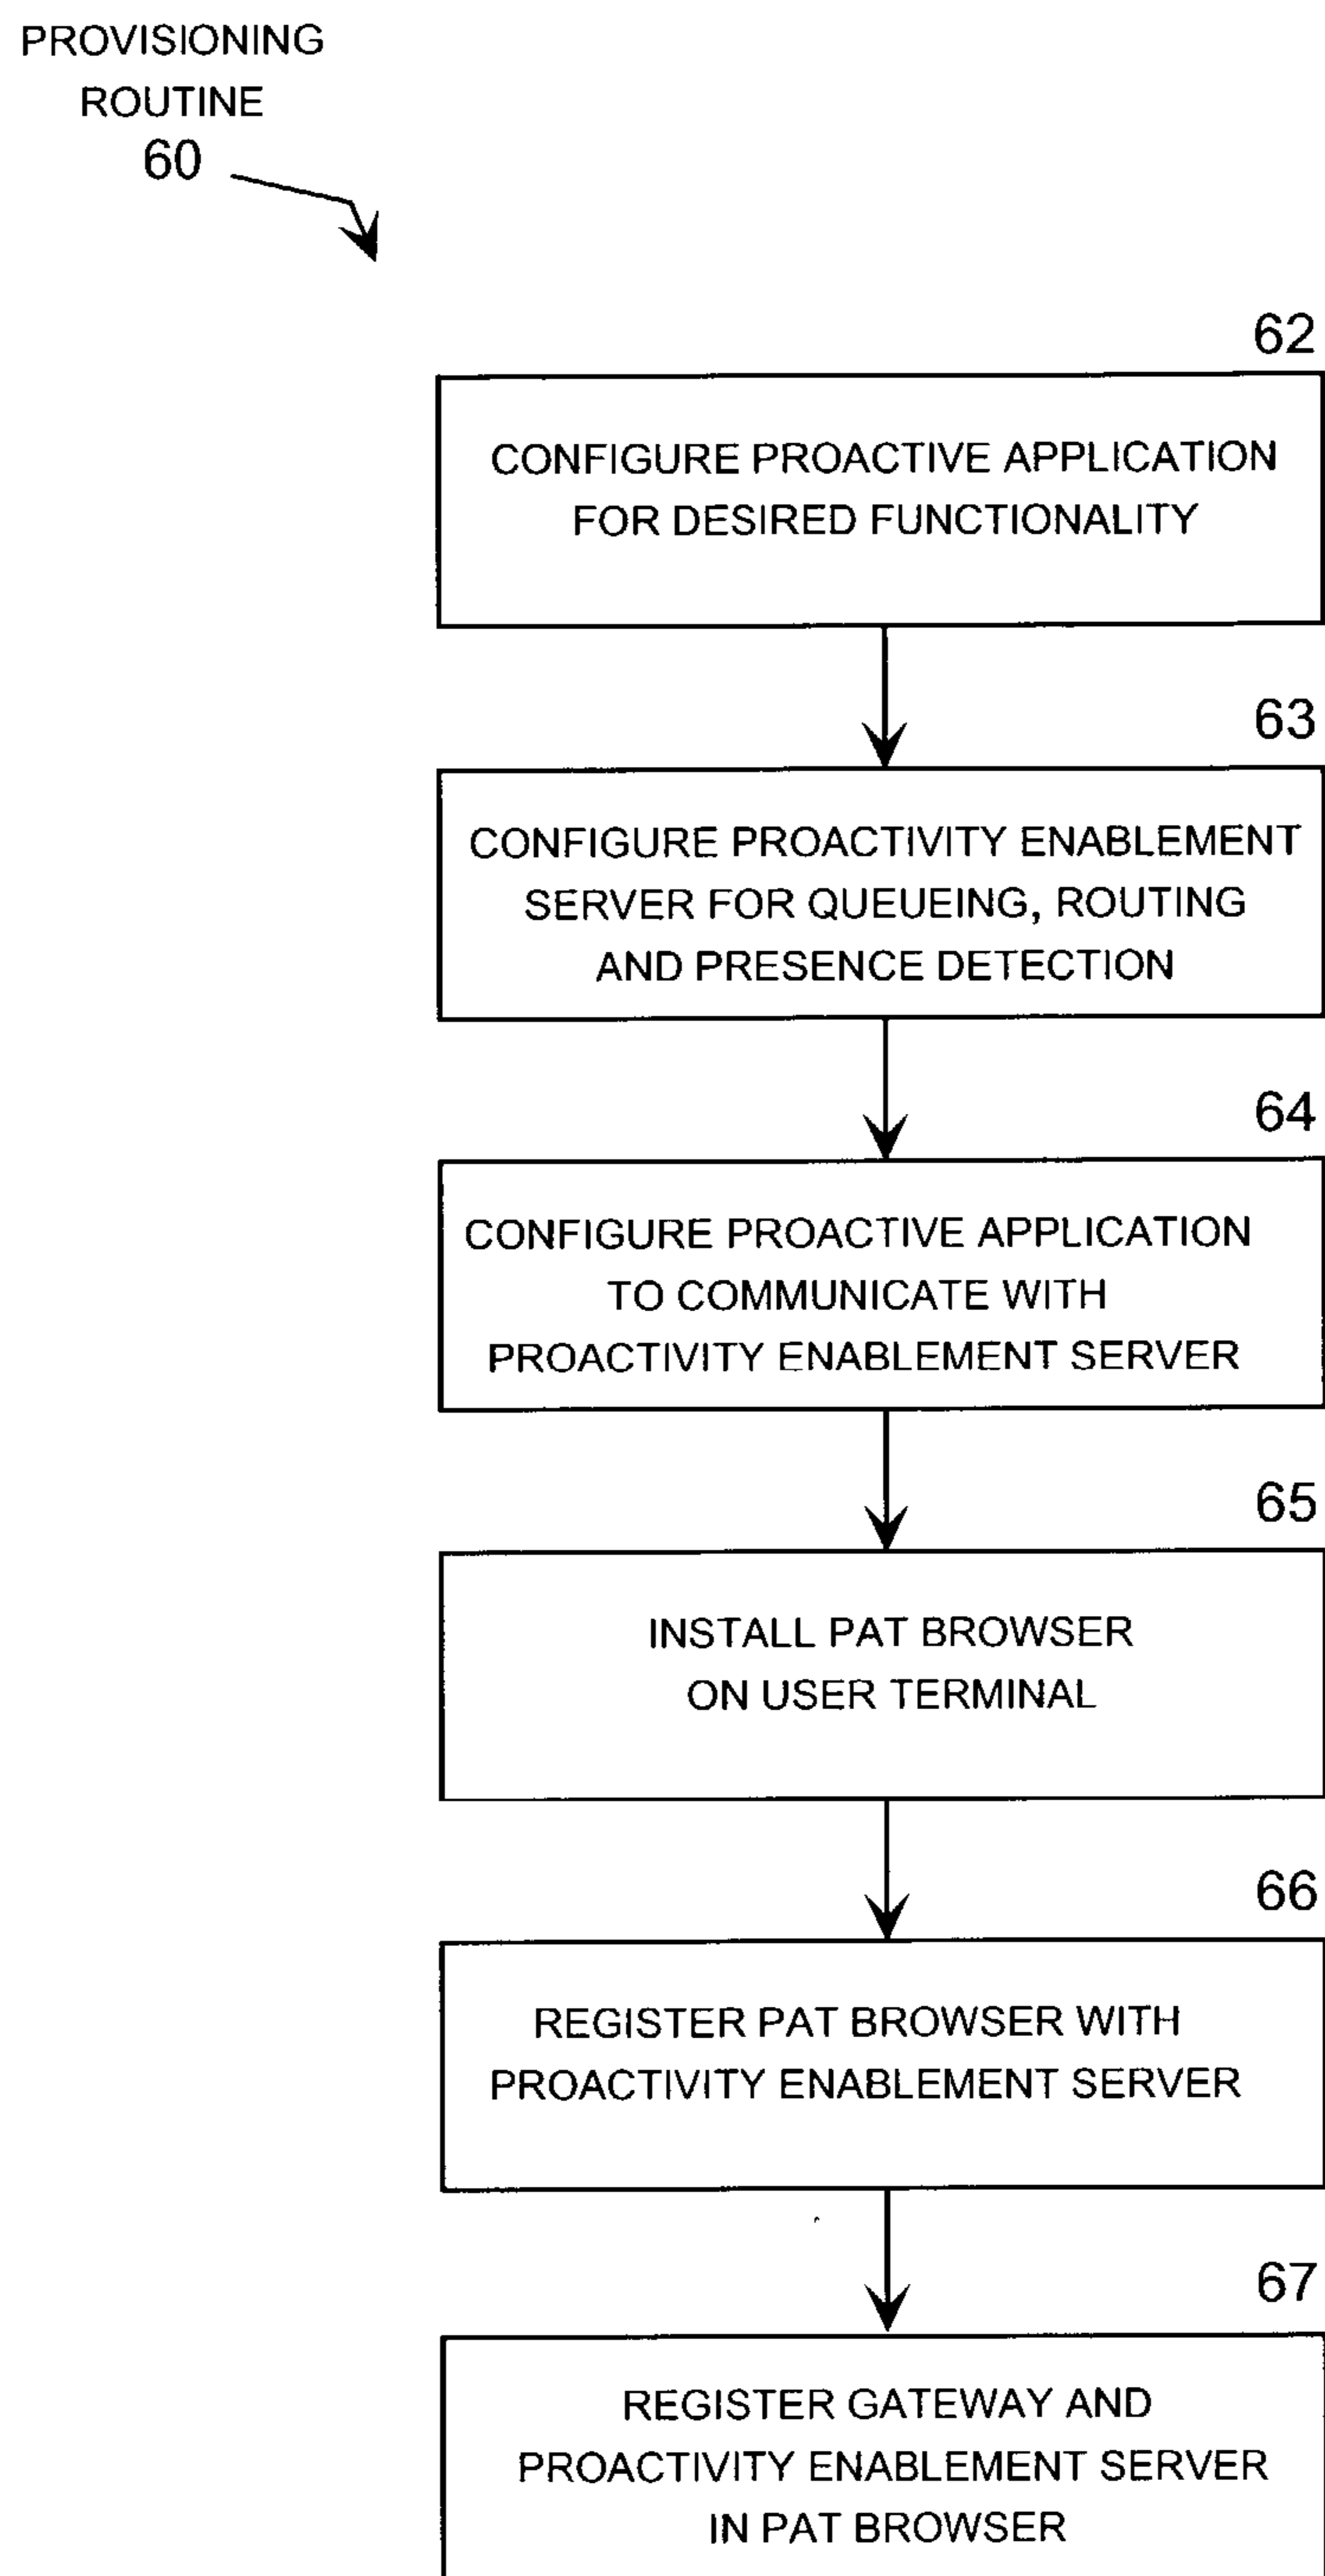 PROVISIONING
ROUTINE
60
62
CONFIGURE PROACTIVE APPLICATION
FOR DESIRED FUNCTIONALITY
63
CONFIGURE PROACTIVITY ENABLEMENT
SERVER FOR QUEUEING, ROUTING
AND PRESENCE DETECTION
64
CONFIGURE PROACTIVE APPLICATION
TO COMMUNICATE WITH
PROACTIVITY ENABLEMENT SERVER
65
INSTALL PAT BROWSER
ON USER TERMINAL
66
REGISTER PAT BROWSER WITH
PROACTIVITY ENABLEMENT SERVER
67
REGISTER GATEWAY AND
PROACTIVITY ENABLEMENT SERVER
IN PAT BROWSER